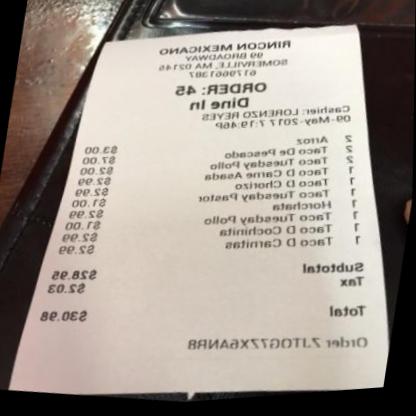 RINCON MEXICANO
99 BROADWAY
SOMERVILLE, MA 02145
6179661387
ORDER: 45
Dine In
Cashier: LORENZO REYES
09-May-2017 7:19:46P
2 Arroz $3.00
2 Taco De Pescado $7.00
2 Taco Tuesday Pollo $2.00
1 Taco D Carne Asada $2.99
1 Taco D Chorizo $2.99
1 Taco Tuesday Pastor $1.00
1 Horchata $2.99
1 Taco Tuesday Pollo $1.00
1 Taco D Cochinita $2.99
1 Taco D Carnitas $2.99
Subtotal $28.95
Tax $2.03
Total $30.98
Order